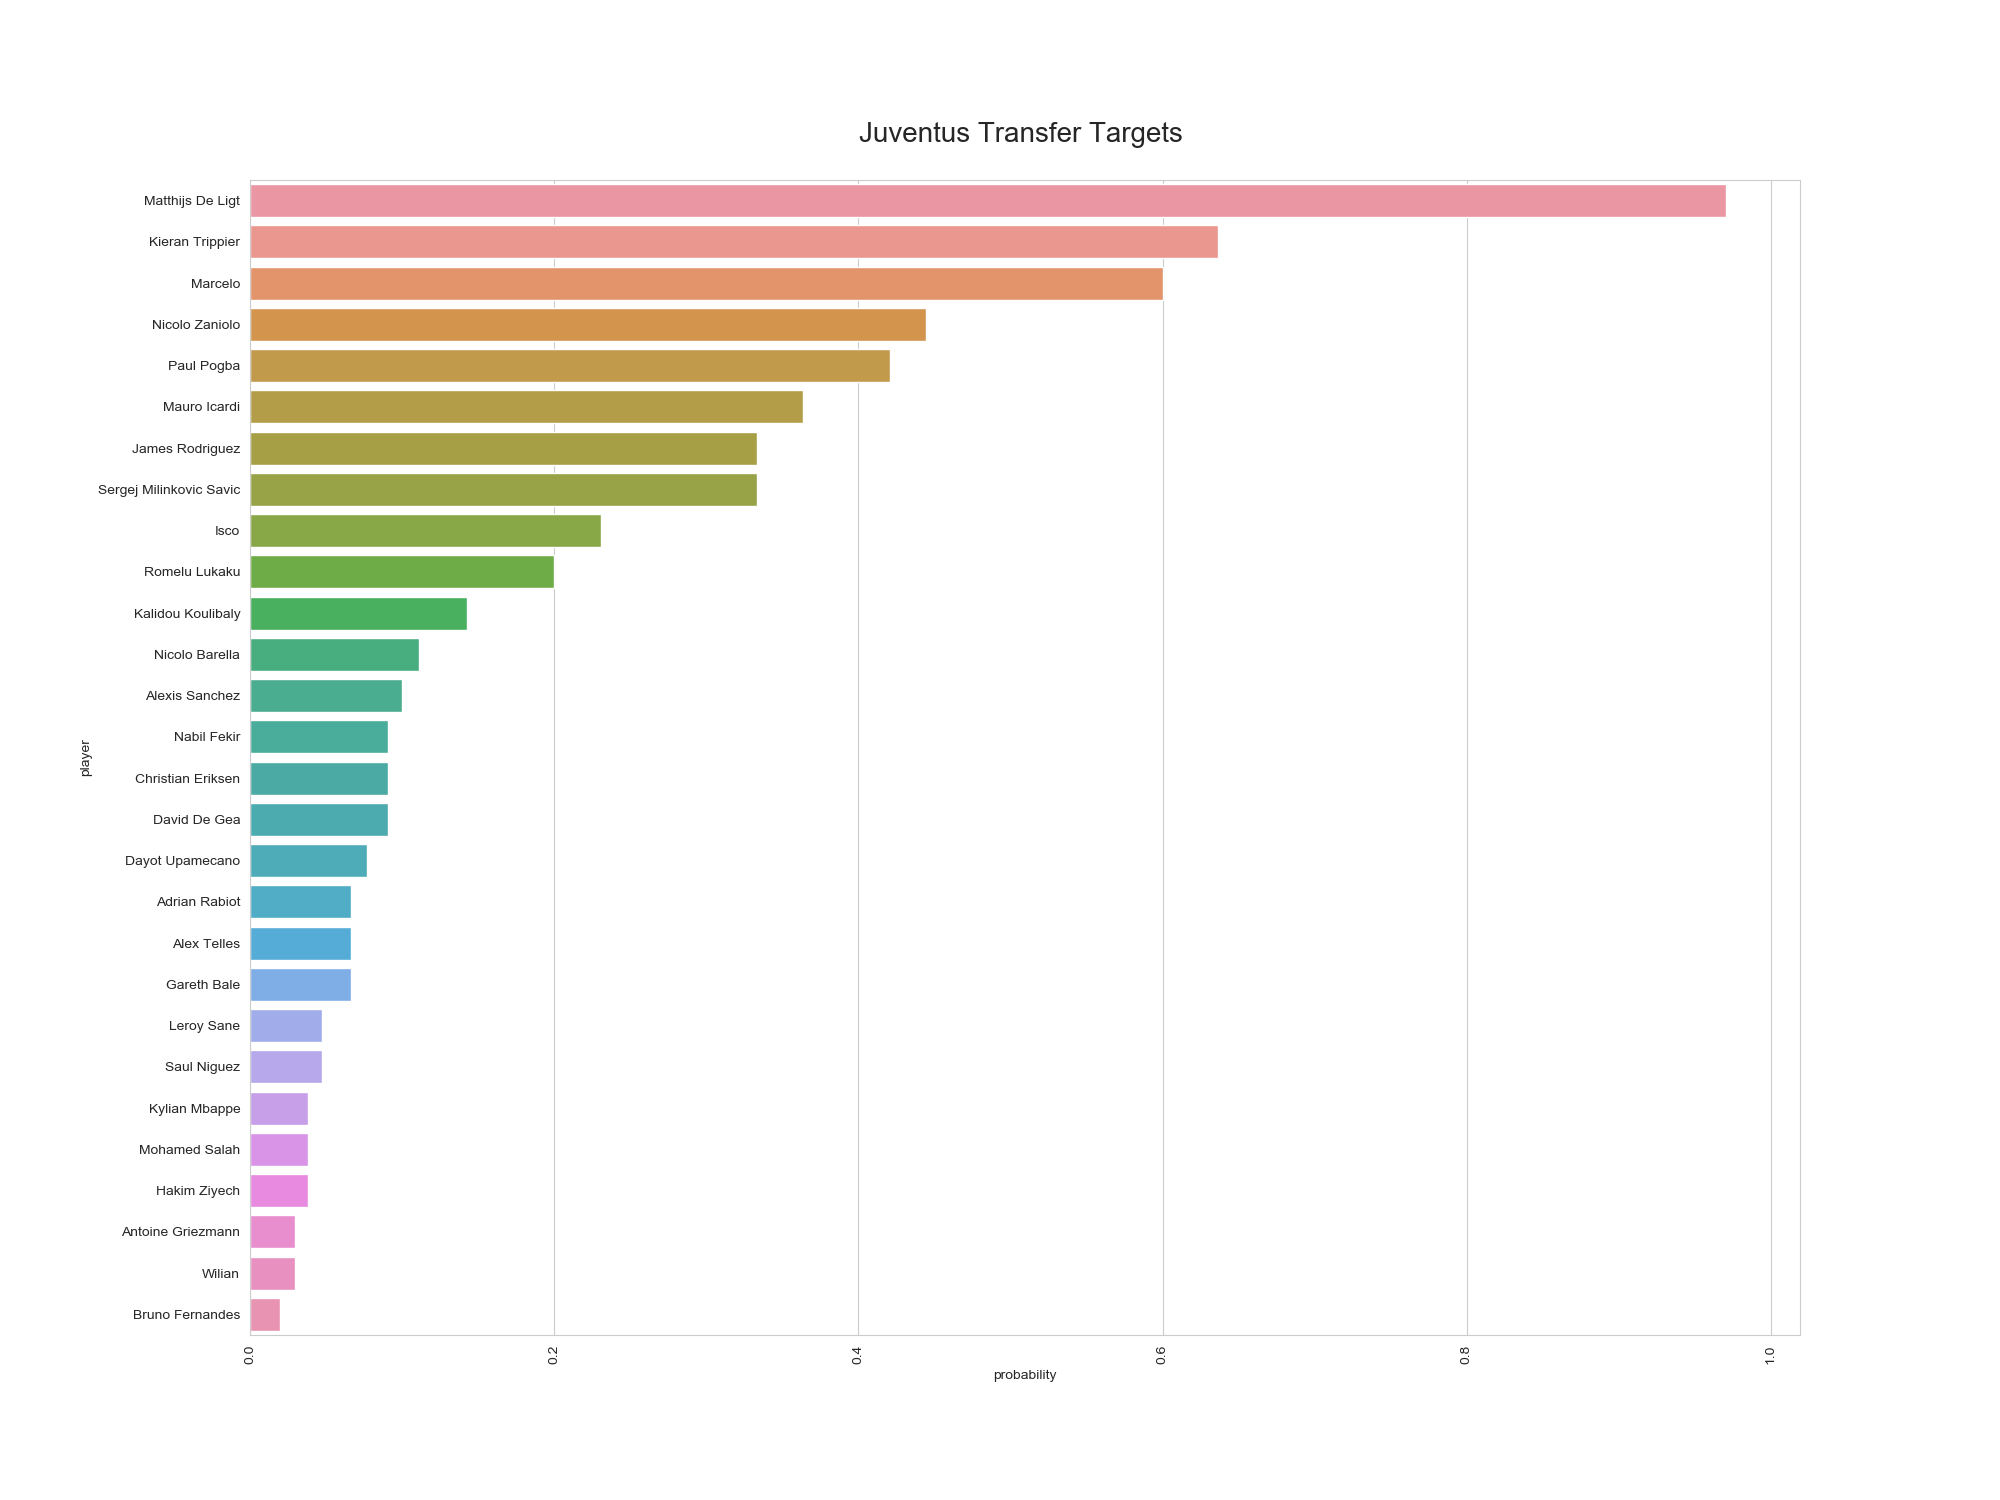 Juventus Transfer Targets
Matthijs De Ligt
Kieran Trippier
Marcelo
Nicolo Zaniolo
Paul Pogba
Mauro Icardi
James Rodriguez
Sergej Milinkovic Savic
Isco
Romelu Lukaku
Kalidou Koulibaly
Nicolo Barella
Alexis Sanchez
Nabil Fekir
player
Christian Eriksen
David De Gea
Dayot Upamecano
Adrian Rabiot
Alex Telles
Gareth Bale
Leroy Sane
Saul Niguez
Kylian Mbappe
Mohamed Salah
Hakim Ziyech
Antoine Griezmann
Wilian
Bruno Fernandes
0.0 0.2 0.4 0.6 0.8 1.0
probability